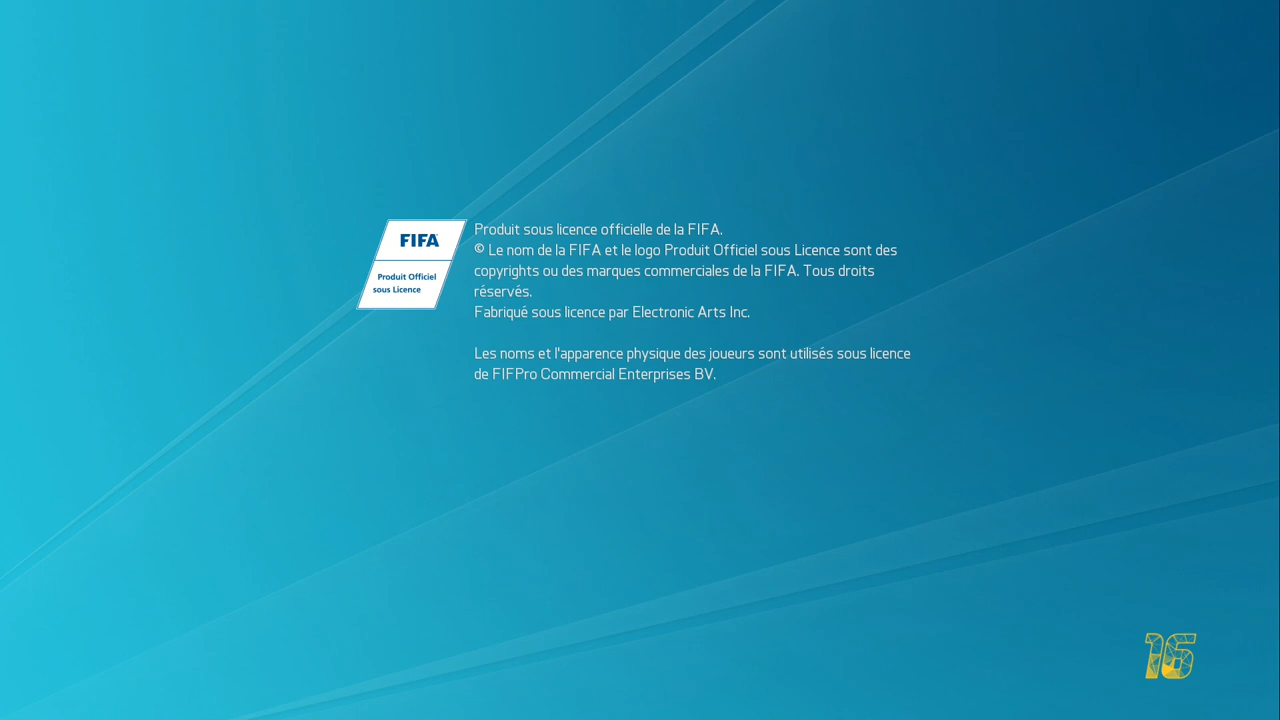 FIFA
Produit Officiel
sous Licence
Produit sous licence officielle de la FIFA.
© Le nom de la FIFA et le logo Produit Officiel sous Licence sont des
copyrights ou des marques commerciales de la FIFA. Tous droits
réservés.
Fabriqué sous licence par Electronic Arts Inc.
Les noms et l'apparence physique des joueurs sont utilisés sous licence
de FIFPro Commercial Enterprises BV.
16